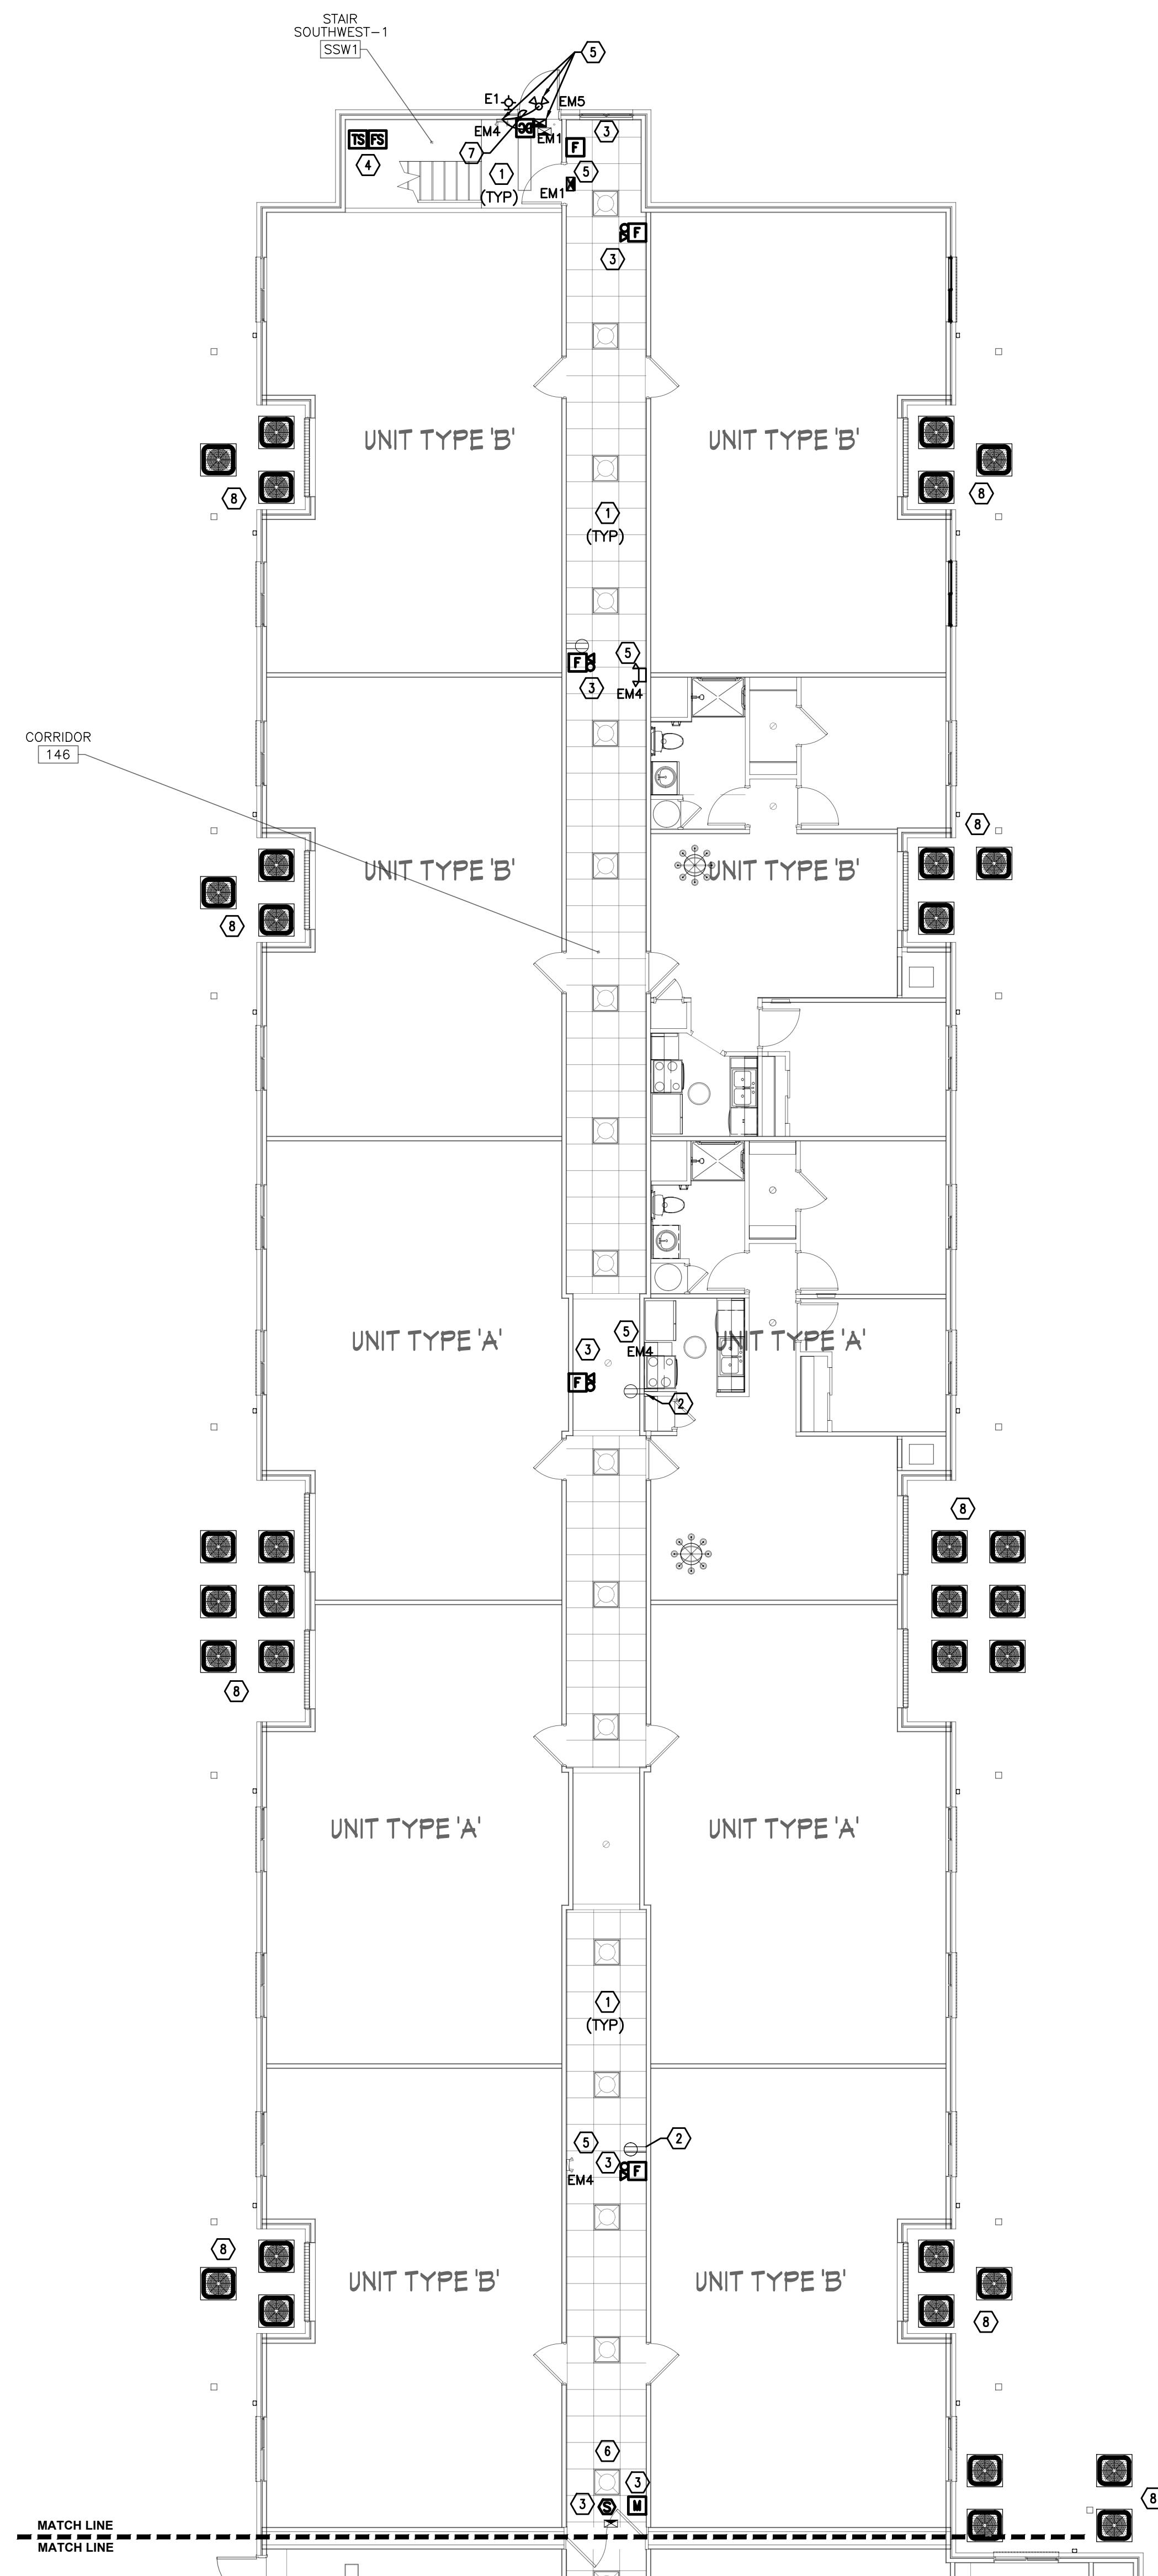 STAIR
SOUTHWEST-1
SSW1
5
E1
EM5
EM4
EM1
3
TS FS
F
7
4
1
5
(TYP)
EM1
F
3
UNIT TYPE 'B'
UNIT TYPE 'B'
8
8
1
(TYP)
5
F
3
EM4
CORRIDOR
146
8
UNIT TYPE 'B'
UNIT TYPE 'B'
8
5
UNIT TYPE 'A'
UNIT TYPE 'A'
3
EM4
F
2
8
8
UNIT TYPE 'A'
UNIT TYPE 'A'
1
(TYP)
2
5
3
F
EM4
8
UNIT TYPE 'B'
UNIT TYPE 'B'
8
6
3
3
S
M
8
MATCH LINE
MATCH LINE